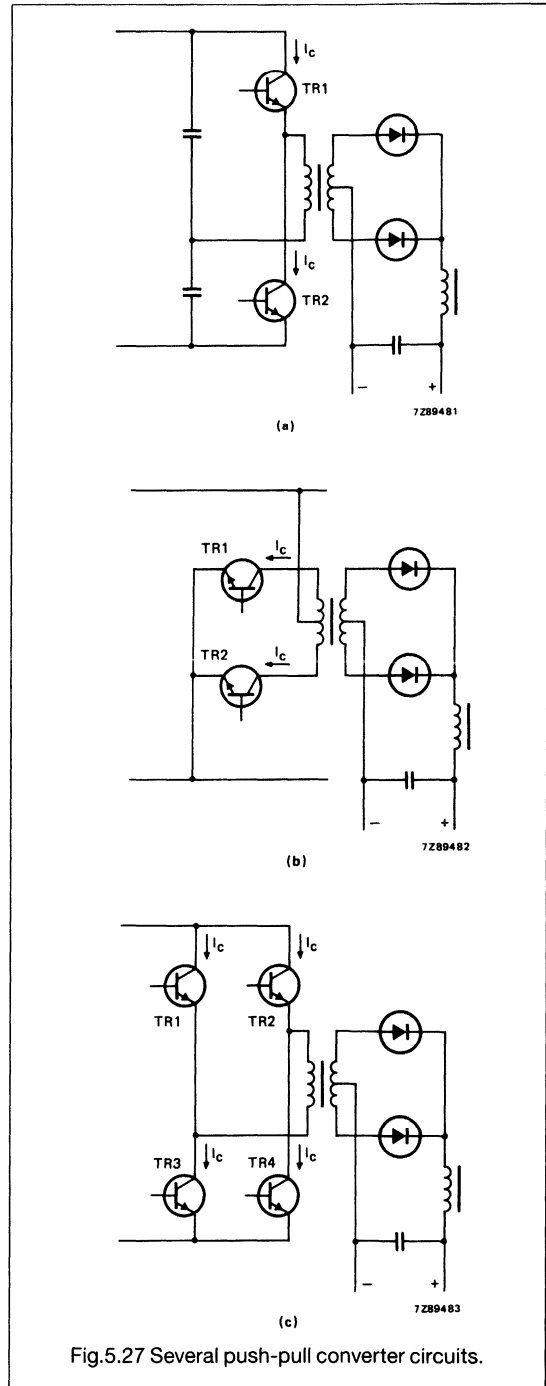 I_c
TR1
I_c
TR2
− +
7Z89481
(a)
TR1
I_c
TR2
I_c
− +
7Z89482
(b)
I_c I_c
TR1 TR2
TR3 I_c TR4 I_c
− +
7Z89483
(c)
Fig.5.27 Several push-pull converter circuits.